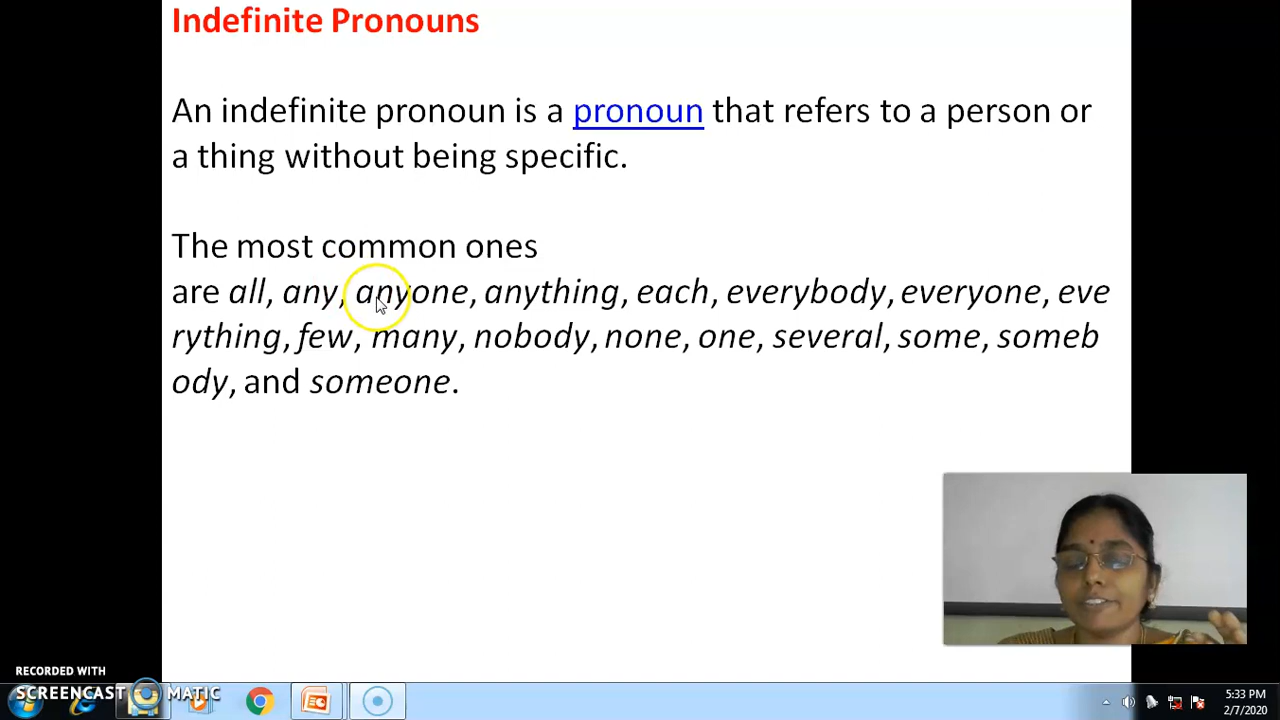 Indefinite Pronouns
An indefinite pronoun is a pronoun that refers to a person or
a thing without being specific.
The most common ones
are all, any, anyone, anything, each, everybody, everyone, eve
rything, few, many, nobody, none, one, several, some, someb
ody, and someone.
RECORDED WITH
SCREENCAST MATIC
5:33 PM
2/7/2020